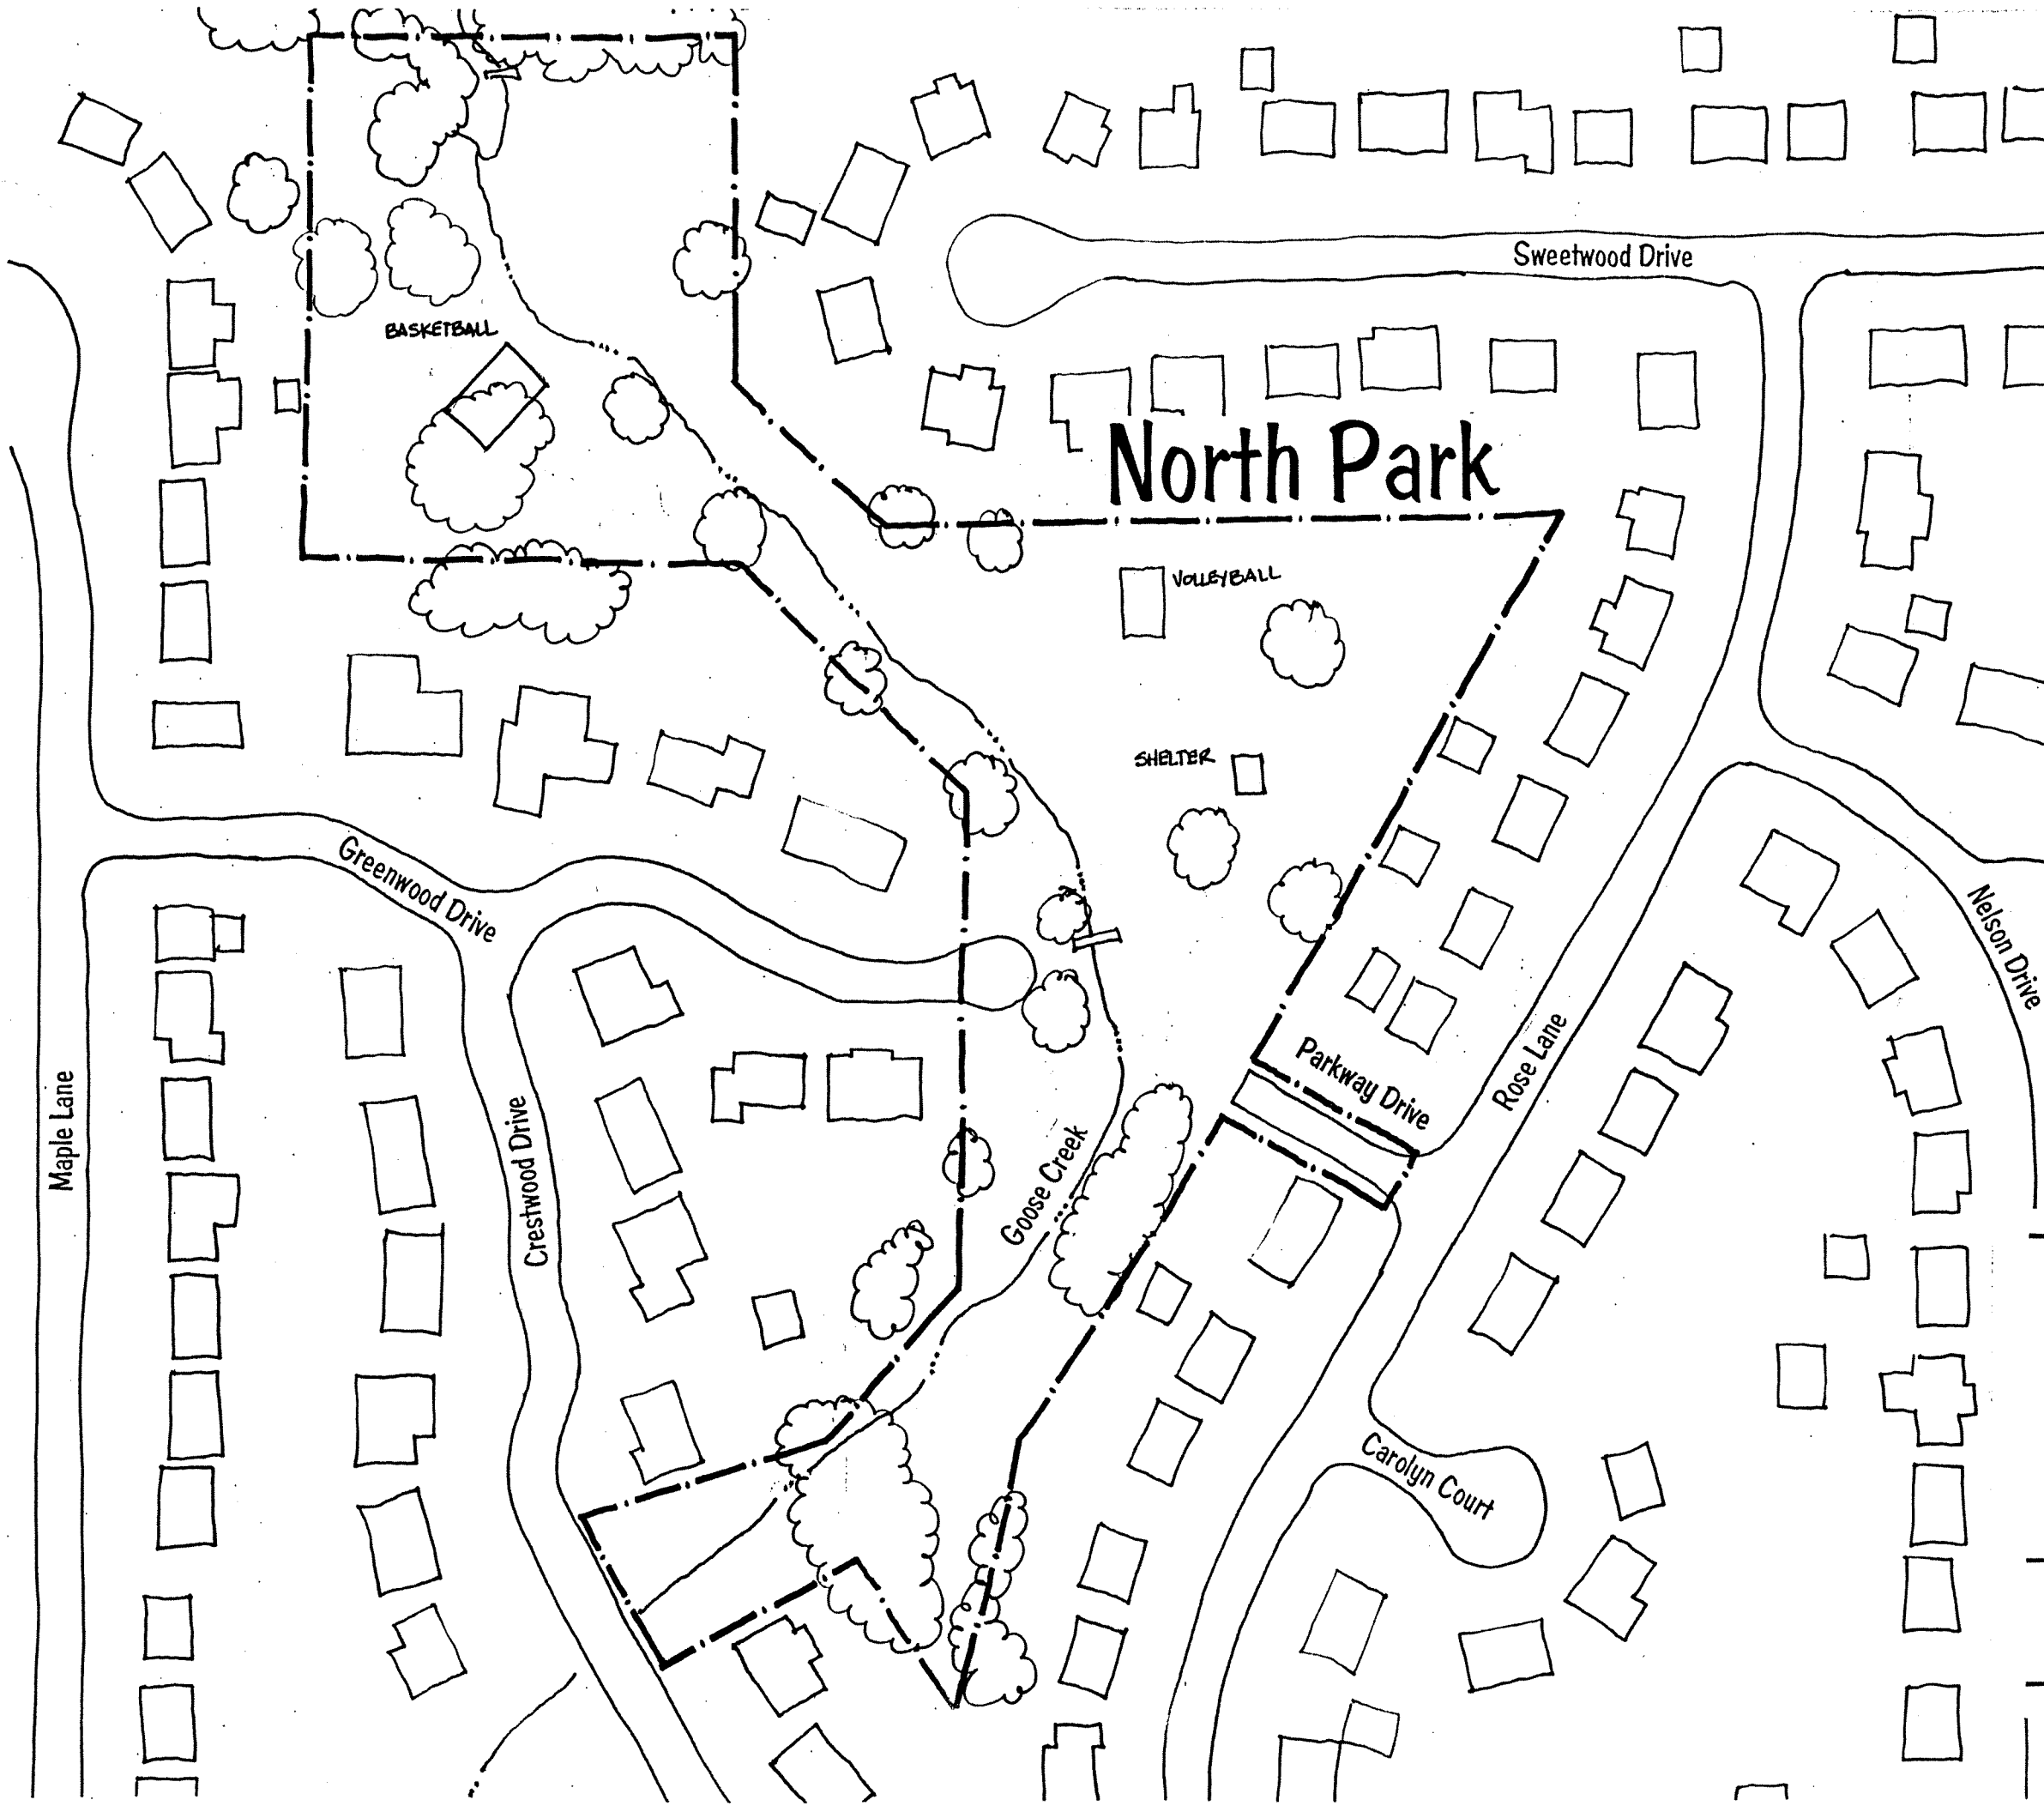 Sweetwood Drive
BASKETBALL
North Park
VOLLEYBALL
SHELTER
Greenwood Drive
Nelson Drive
Parkway Drive
Rose Lane
Maple Lane
Crestwood Drive
Goose Creek
Carolyn Court